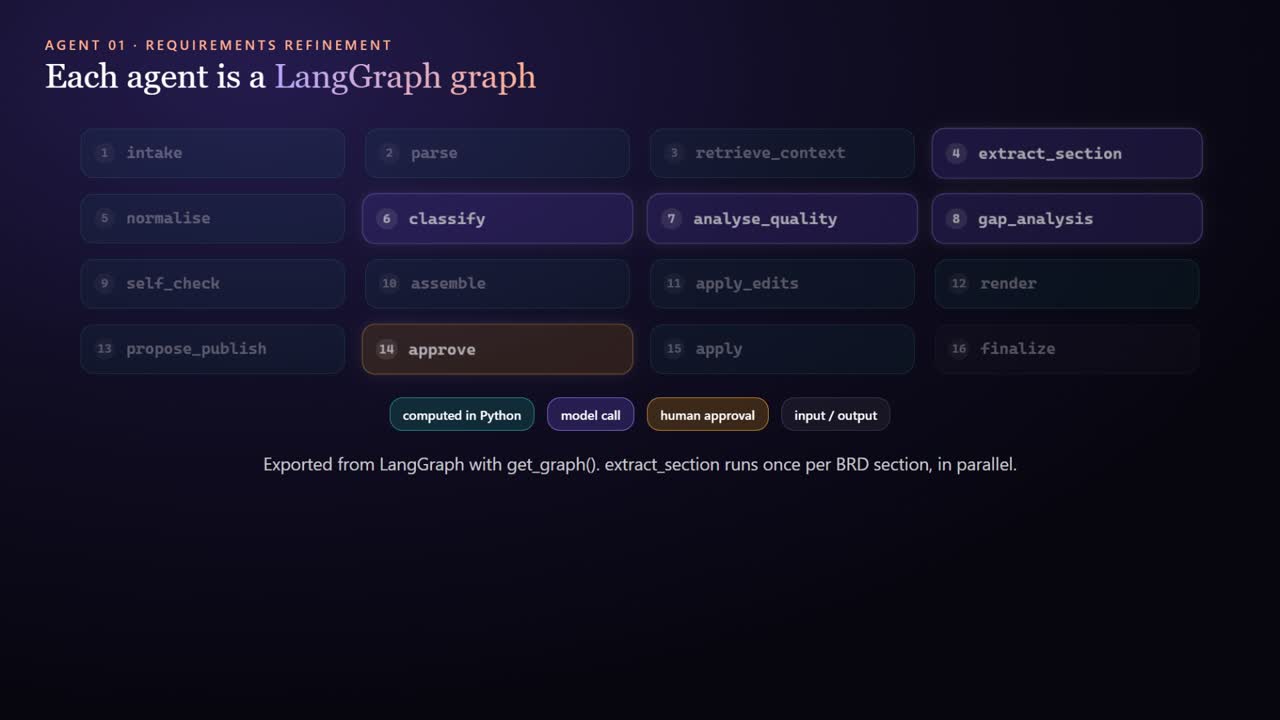 AGENT 01 · REQUIREMENTS REFINEMENT
Each agent is a LangGraph graph
1 intake
2 parse
3 retrieve_context
4 extract_section
5 normalise
6 classify
7 analyse_quality
8 gap_analysis
9 self_check
10 assemble
11 apply_edits
12 render
13 propose_publish
14 approve
15 apply
16 finalize
computed in Python
model call
human approval
input / output
Exported from LangGraph with get_graph(). extract_section runs once per BRD section, in parallel.